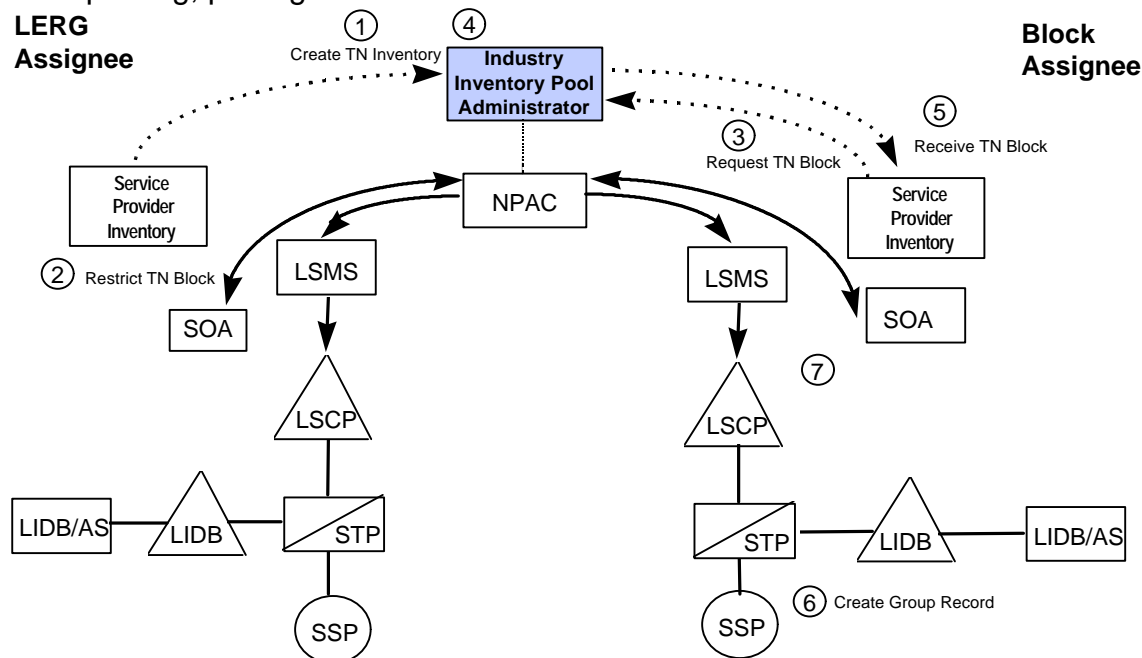 LERG
Assignee
1
Create TN Inventory
4
Industry
Inventory Pool
Administrator
Block
Assignee
5
Receive TN Block
3
Request TN Block
Service
Provider
Inventory
NPAC
Service
Provider
Inventory
2
Restrict TN Block
LSMS
LSMS
SOA
SOA
7
LSCP
LSCP
LIDB/AS
LIDB
STP
STP
LIDB
LIDB/AS
6
Create Group Record
SSP
SSP